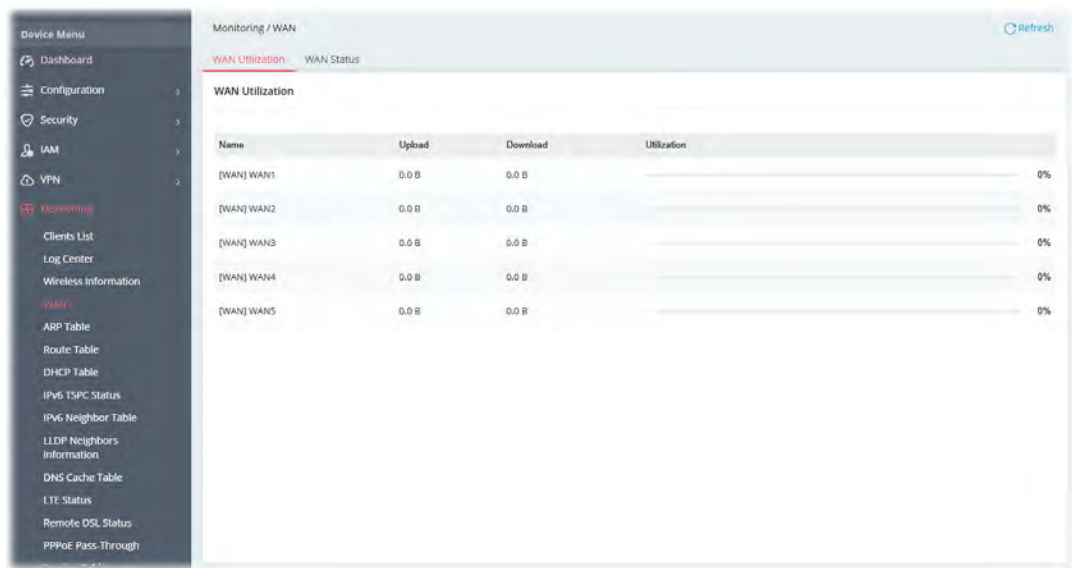 Device Menu
Dashboard
Configuration
Security
IAM
VPN
Monitoring
Clients List
Log Center
Wireless Information
WAN
ARP Table
Route Table
DHCP Table
IPv6 TSPC Status
IPv6 Neighbor Table
LLDP Neighbors
Information
DNS Cache Table
LTE Status
Remote DSL Status
PPPoE Pass-Through
Monitoring / WAN
Refresh
WAN Utilization WAN Status
WAN Utilization
Name Upload Download Utilization
[WAN] WAN1 0.0 B 0.0 B 0%
[WAN] WAN2 0.0 B 0.0 B 0%
[WAN] WAN3 0.0 B 0.0 B 0%
[WAN] WAN4 0.0 B 0.0 B 0%
[WAN] WAN5 0.0 B 0.0 B 0%